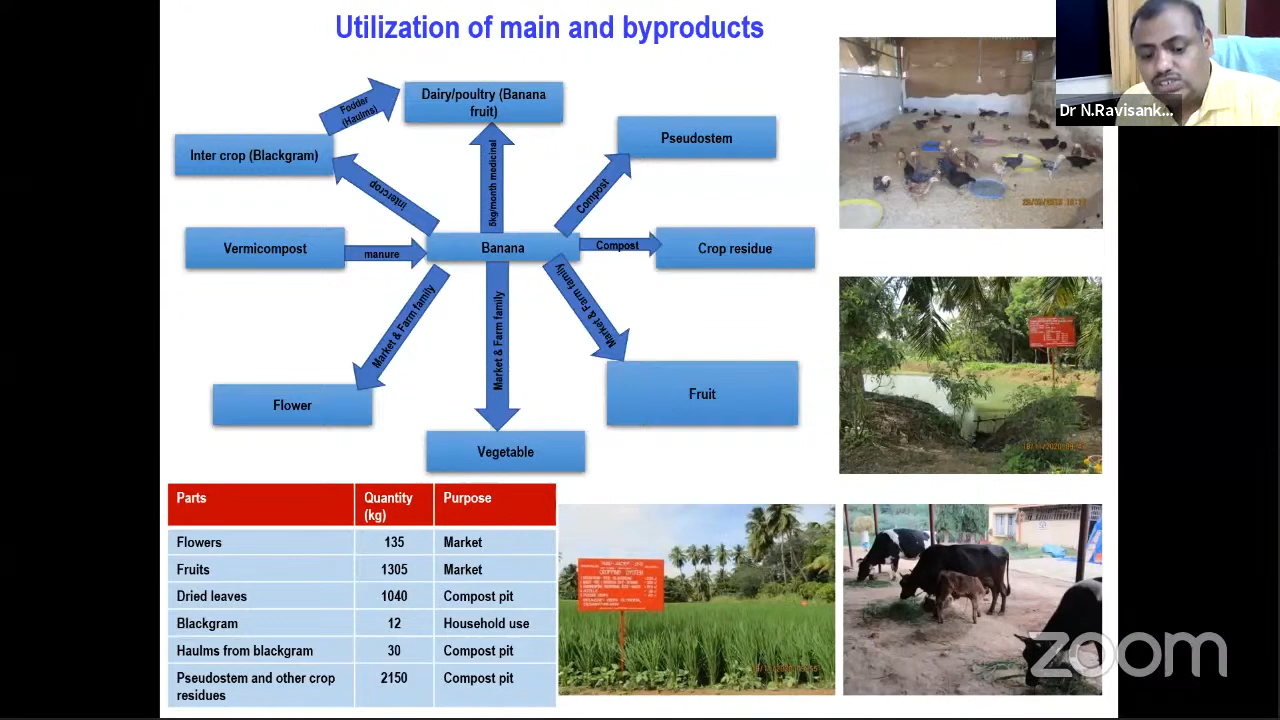 Utilization of main and byproducts
Dr N.Ravisank...
Fodder
(Haulms)
Dairy/poultry (Banana
fruit)
Inter crop (Blackgram)
Pseudostem
intercrop
5kg/month medicinal
Compost
Vermicompost
manure
Banana
Compost
Crop residue
Market & Farm family
Market & Farm family
Market & Farm family
Flower
Fruit
Vegetable
Parts
Quantity
(kg)
Purpose
Flowers 135 Market
Fruits 1305 Market
Dried leaves 1040 Compost pit
Blackgram 12 Household use
Haulms from blackgram 30 Compost pit
Pseudostem and other crop
residues
2150 Compost pit
CROPPING SYSTEM
zoom